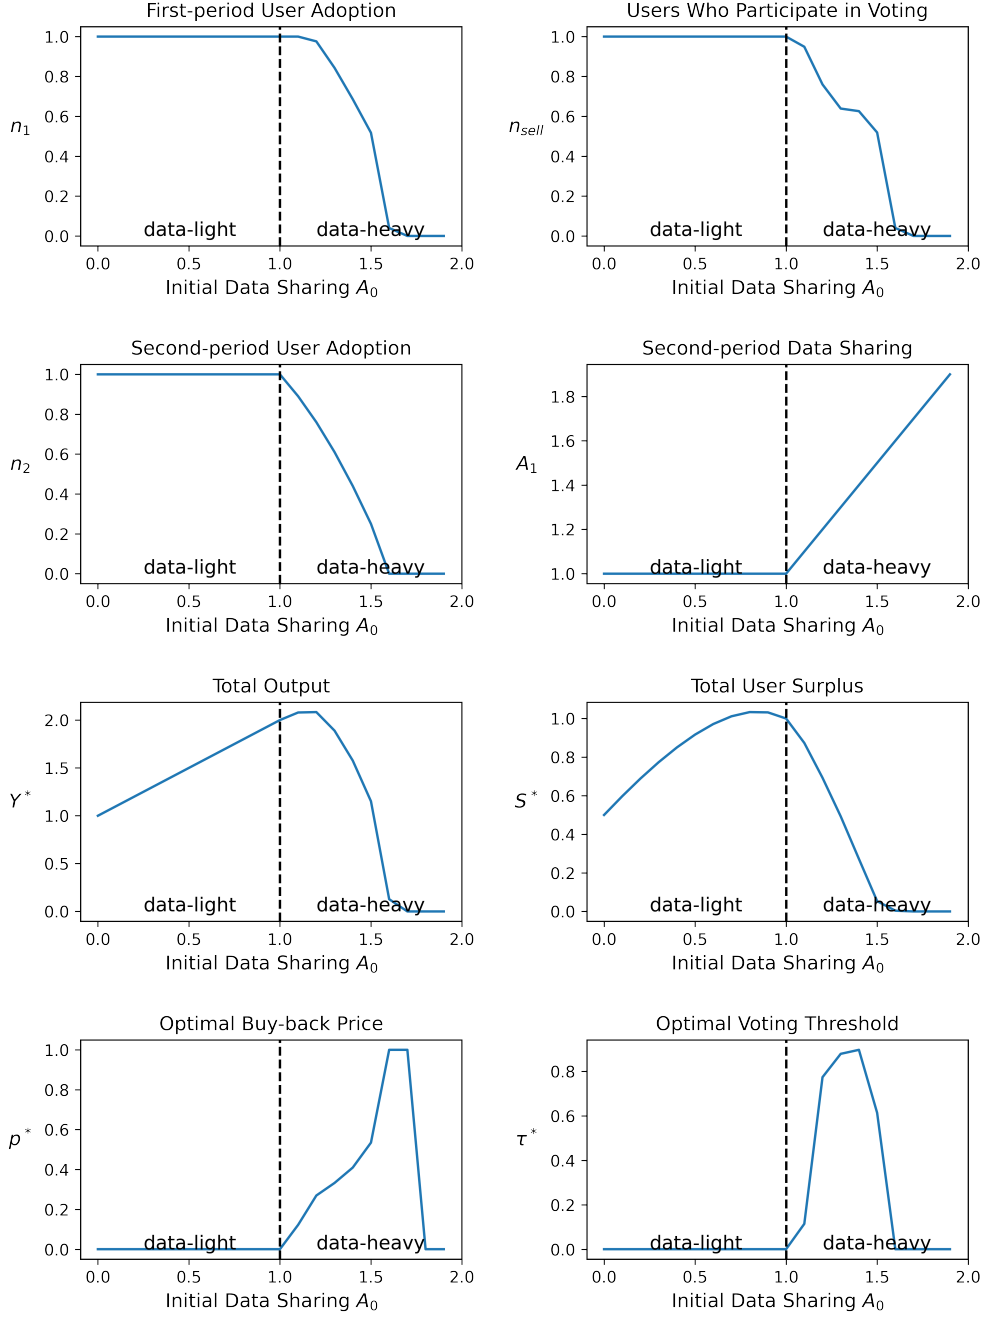 First-period User Adoption
1.0
0.8
0.6
0.4
0.2
0.0
n₁
data-light
data-heavy
0.0 0.5 1.0 1.5 2.0
Initial Data Sharing A₀
Users Who Participate in Voting
1.0
0.8
0.6
0.4
0.2
0.0
n_sell
data-light
data-heavy
0.0 0.5 1.0 1.5 2.0
Initial Data Sharing A₀
Second-period User Adoption
1.0
0.8
0.6
0.4
0.2
0.0
n₂
data-light
data-heavy
0.0 0.5 1.0 1.5 2.0
Initial Data Sharing A₀
Second-period Data Sharing
1.8
1.6
1.4
1.2
1.0
A₁
data-light
data-heavy
0.0 0.5 1.0 1.5 2.0
Initial Data Sharing A₀
Total Output
2.0
1.5
1.0
0.5
0.0
Y*
data-light
data-heavy
0.0 0.5 1.0 1.5 2.0
Initial Data Sharing A₀
Total User Surplus
1.0
0.8
0.6
0.4
0.2
0.0
S*
data-light
data-heavy
0.0 0.5 1.0 1.5 2.0
Initial Data Sharing A₀
Optimal Buy-back Price
1.0
0.8
0.6
0.4
0.2
0.0
p*
data-light
data-heavy
0.0 0.5 1.0 1.5 2.0
Initial Data Sharing A₀
Optimal Voting Threshold
0.8
0.6
0.4
0.2
0.0
τ*
data-light
data-heavy
0.0 0.5 1.0 1.5 2.0
Initial Data Sharing A₀